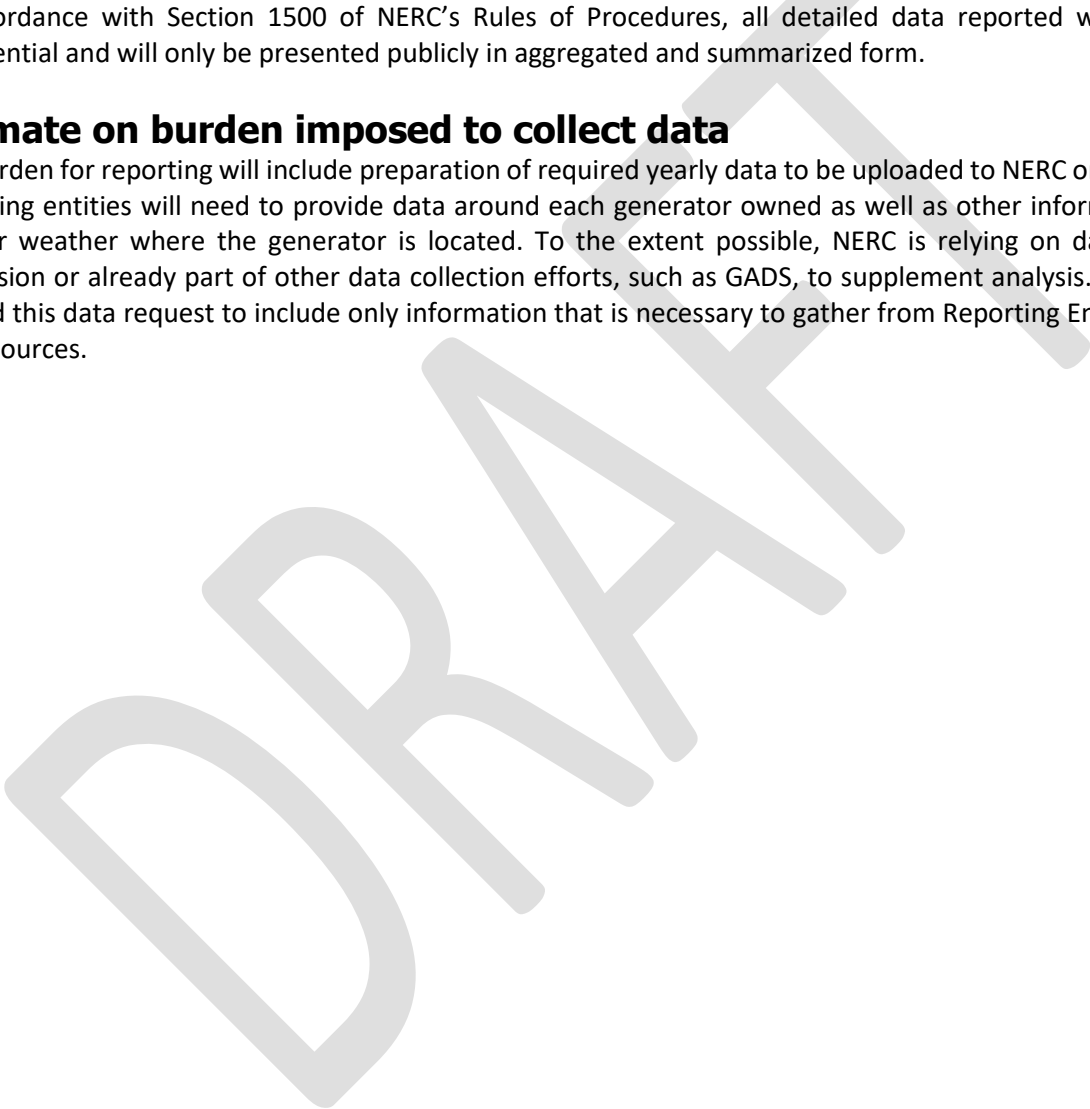 cordance with Section 1500 of NERC’s Rules of Procedures, all detailed data reported w
ential and will only be presented publicly in aggregated and summarized form.
mate on burden imposed to collect data
urden for reporting will include preparation of required yearly data to be uploaded to NERC o
ing entities will need to provide data around each generator owned as well as other infor
r weather where the generator is located. To the extent possible, NERC is relying on da
sion or already part of other data collection efforts, such as GADS, to supplement analysis.
d this data request to include only information that is necessary to gather from Reporting En
ources.
DRAFT